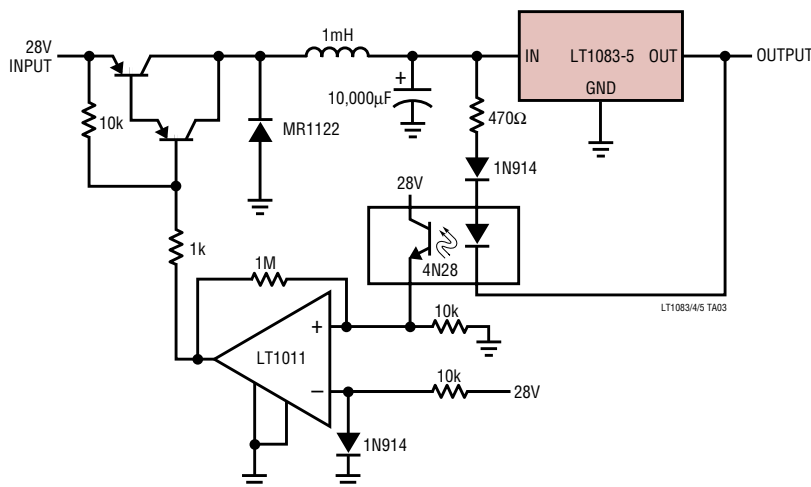 28V
INPUT
1mH
IN LT1083-5 OUT
GND
OUTPUT
+
10,000µF
470Ω
10k
MR1122
1N914
28V
4N28
1k
1M
LT1083/4/5 TA03
+
10k
LT1011
–
10k
28V
1N914